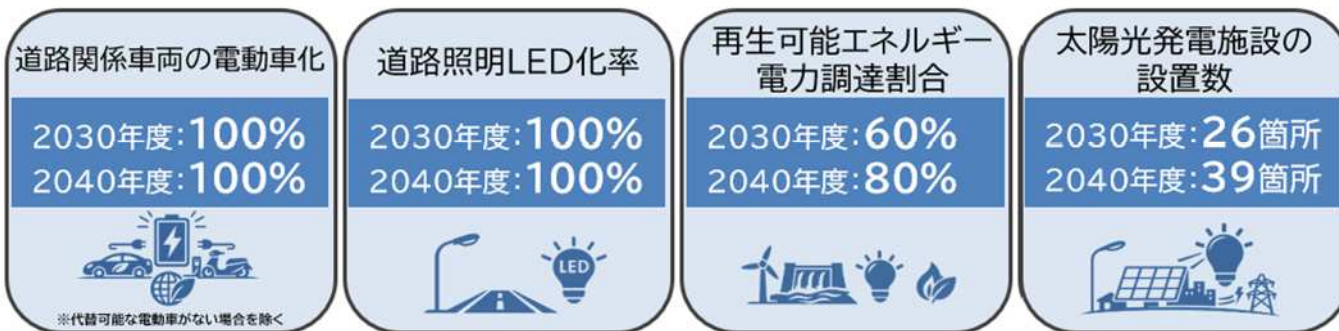 道路関係車両の電動車化
2030年度:100%
2040年度:100%
※代替可能な電動車がない場合を除く
道路照明LED化率
2030年度:100%
2040年度:100%
LED
再生可能エネルギー
電力調達割合
2030年度:60%
2040年度:80%
太陽光発電施設の
設置数
2030年度:26箇所
2040年度:39箇所